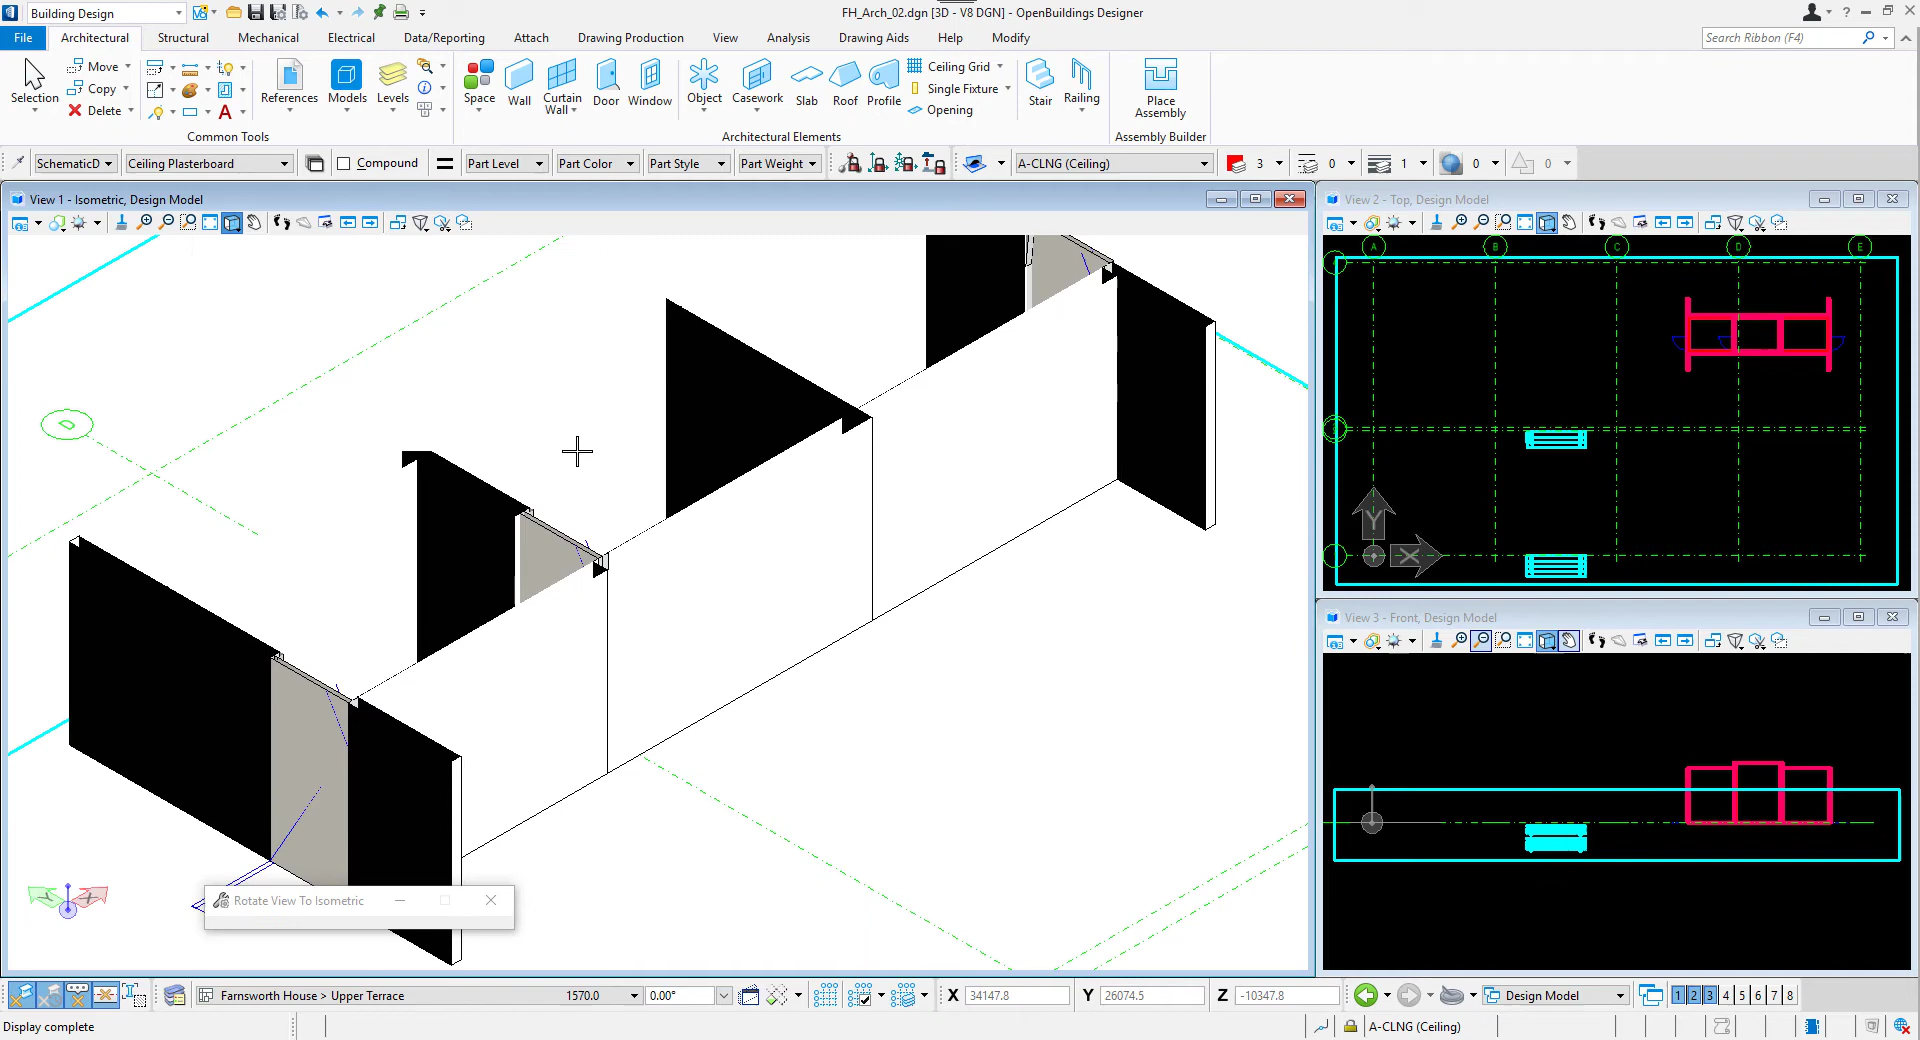 Building Design
FH_Arch_02.dgn [3D - V8 DGN] - OpenBuildings Designer
File Architectural Structural Mechanical Electrical Data/Reporting Attach Drawing Production View Analysis Drawing Aids Help Modify
Search Ribbon (F4)
Selection
Move
Copy
Delete
References
Models
Levels
Common Tools
Space
Wall
Curtain Wall
Door
Window
Object
Casework
Slab
Roof
Profile
Ceiling Grid
Single Fixture
Opening
Stair
Railing
Architectural Elements
Place Assembly
Assembly Builder
SchematicD
Ceiling Plasterboard
Compound
Part Level
Part Color
Part Style
Part Weight
A-CLNG (Ceiling)
3
0
1
0
0
View 1 - Isometric, Design Model
View 2 - Top, Design Model
A B C D E
Y
X
View 3 - Front, Design Model
D
Rotate View To Isometric
Y X
Farnsworth House > Upper Terrace
1570.0
0.00°
X 34147.8
Y 26074.5
Z -10347.8
Design Model
1 2 3 4 5 6 7 8
Display complete
A-CLNG (Ceiling)